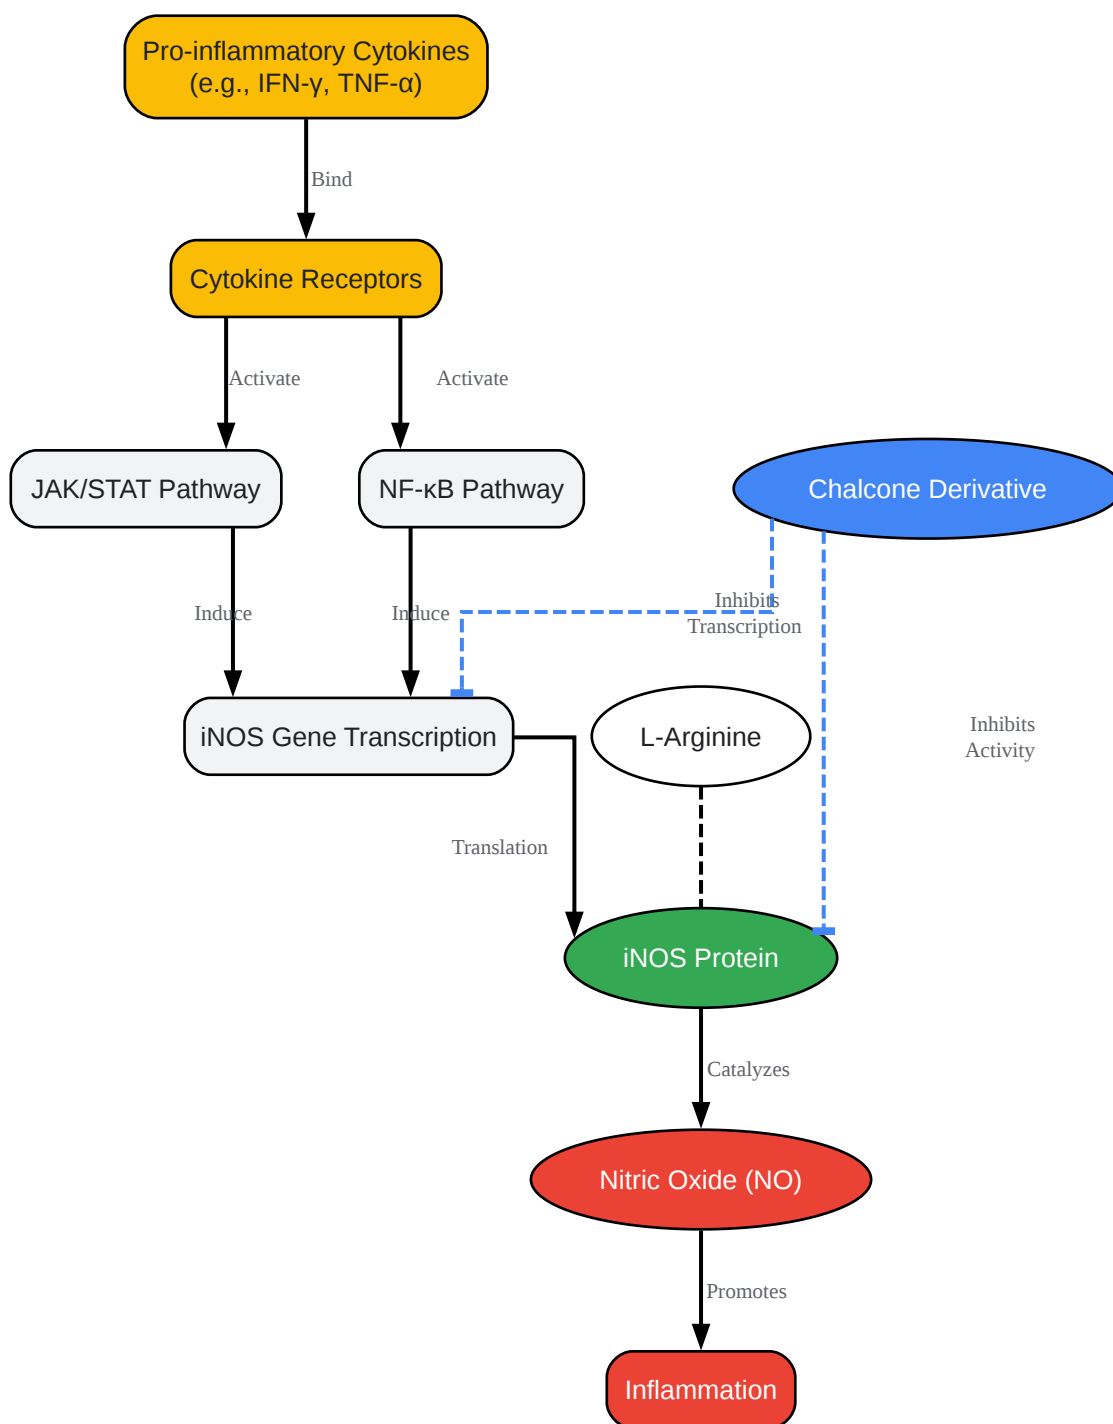 Pro-inflammatory Cytokines
(e.g., IFN-γ, TNF-α)
Bind
Cytokine Receptors
Activate
Activate
JAK/STAT Pathway
NF-κB Pathway
Chalcone Derivative
Induce
Induce
Inhibits
Transcription
iNOS Gene Transcription
L-Arginine
Inhibits
Activity
Translation
iNOS Protein
Catalyzes
Nitric Oxide (NO)
Promotes
Inflammation